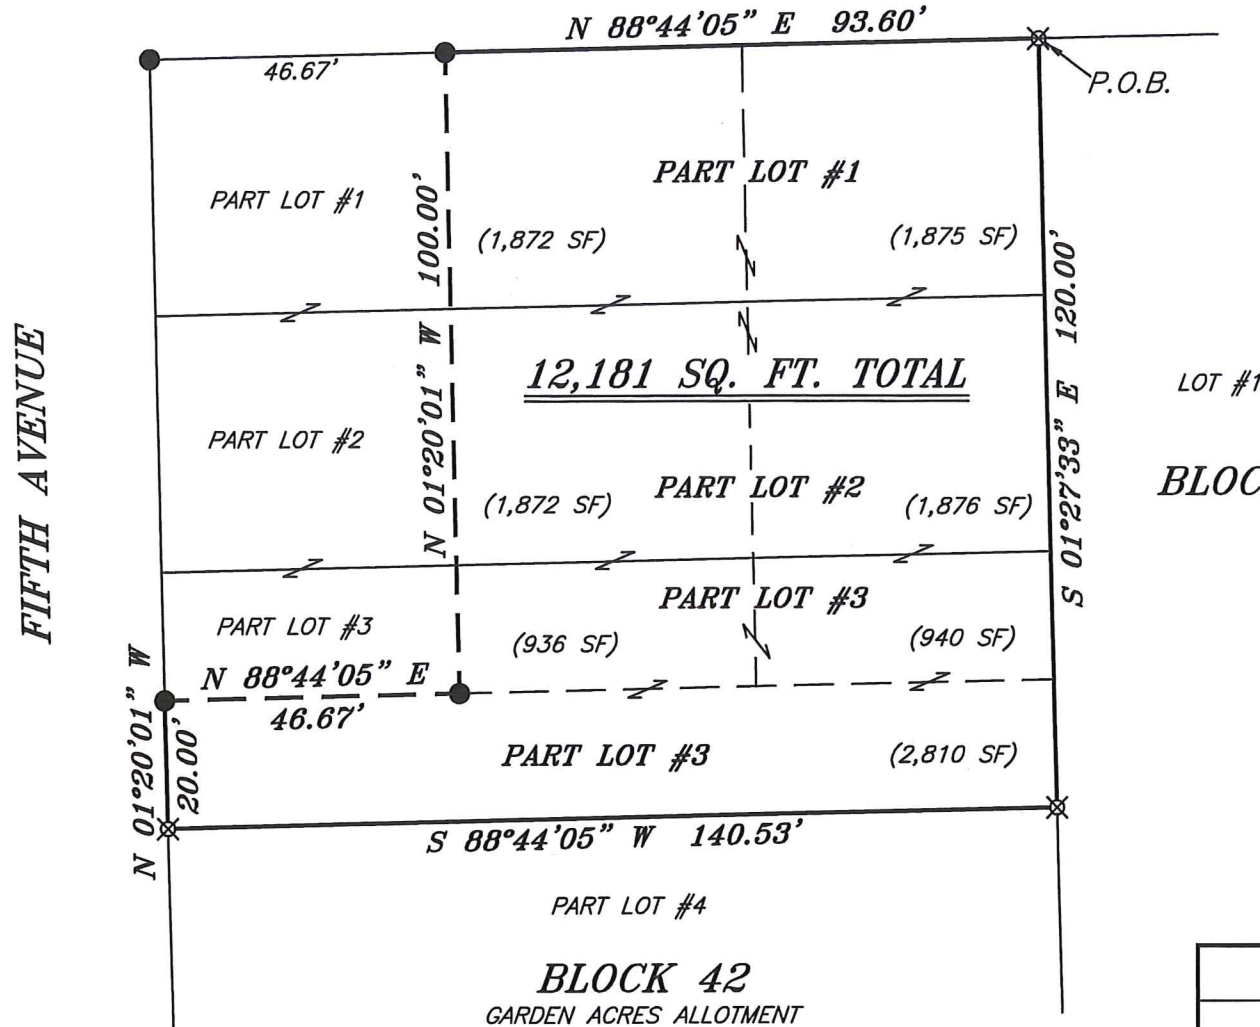 N 88°44'05" E 93.60'
46.67'
P.O.B.
PART LOT #1
PART LOT #1
(1,872 SF)
(1,875 SF)
N 01°20'01" W 100.00'
S 01°27'33" E 120.00'
FIFTH AVENUE
12,181 SQ. FT. TOTAL
LOT #1
BLOC
PART LOT #2
PART LOT #2
(1,872 SF)
(1,876 SF)
PART LOT #3
PART LOT #3
(936 SF)
(940 SF)
N 88°44'05" E
46.67'
N 01°20'01" W
20.00'
PART LOT #3
(2,810 SF)
S 88°44'05" W 140.53'
PART LOT #4
BLOCK 42
GARDEN ACRES ALLOTMENT